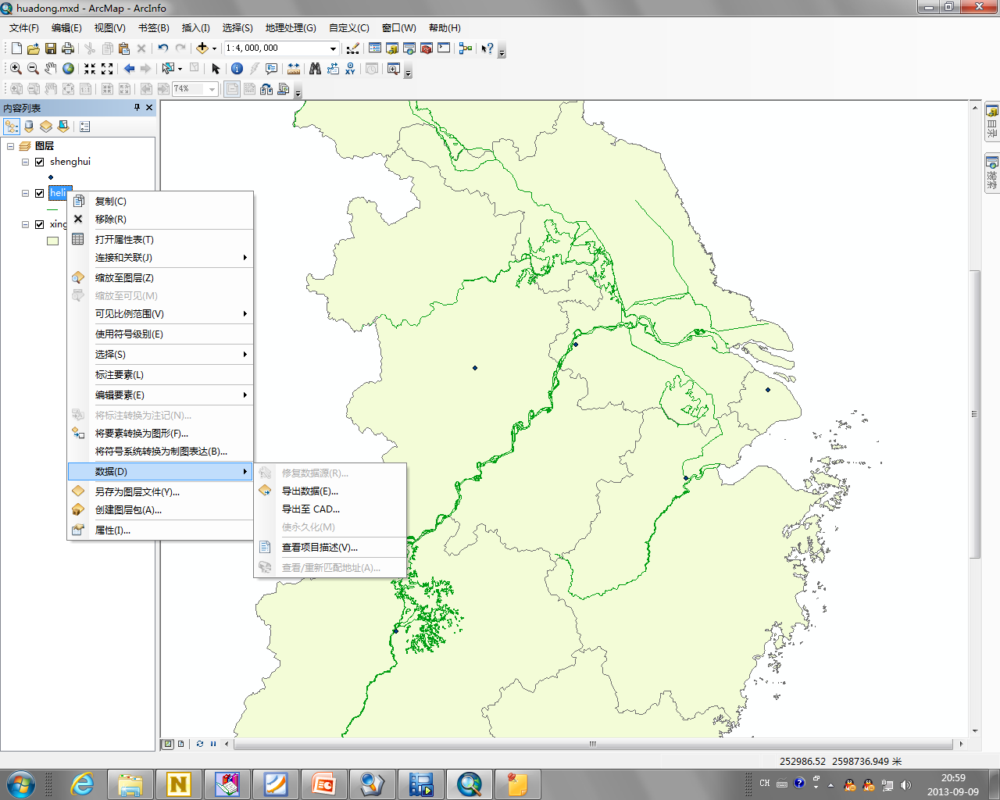 huadong.mxd - ArcMap - ArcInfo
文件(F) 编辑(E) 视图(V) 书签(B) 插入(I) 选择(S) 地理处理(G) 自定义(C) 窗口(W) 帮助(H)
1:4,000,000
74%
内容列表
图层
shenghui
heli
xing
复制(C)
移除(R)
打开属性表(T)
连接和关联(J)
缩放至图层(Z)
缩放至可见(M)
可见比例范围(V)
使用符号级别(E)
选择(S)
标注要素(L)
编辑要素(E)
将标注转换为注记(N)...
将要素转换为图形(F)...
将符号系统转换为制图表达(B)...
数据(D)
另存为图层文件(Y)...
创建图层包(A)...
属性(I)...
修复数据源(R)...
导出数据(E)...
导出至 CAD...
使永久化(M)
查看项目描述(V)...
查看/重新匹配地址(A)...
目录
搜索
252986.52 2598736.949 米
CH
20:59
2013-09-09